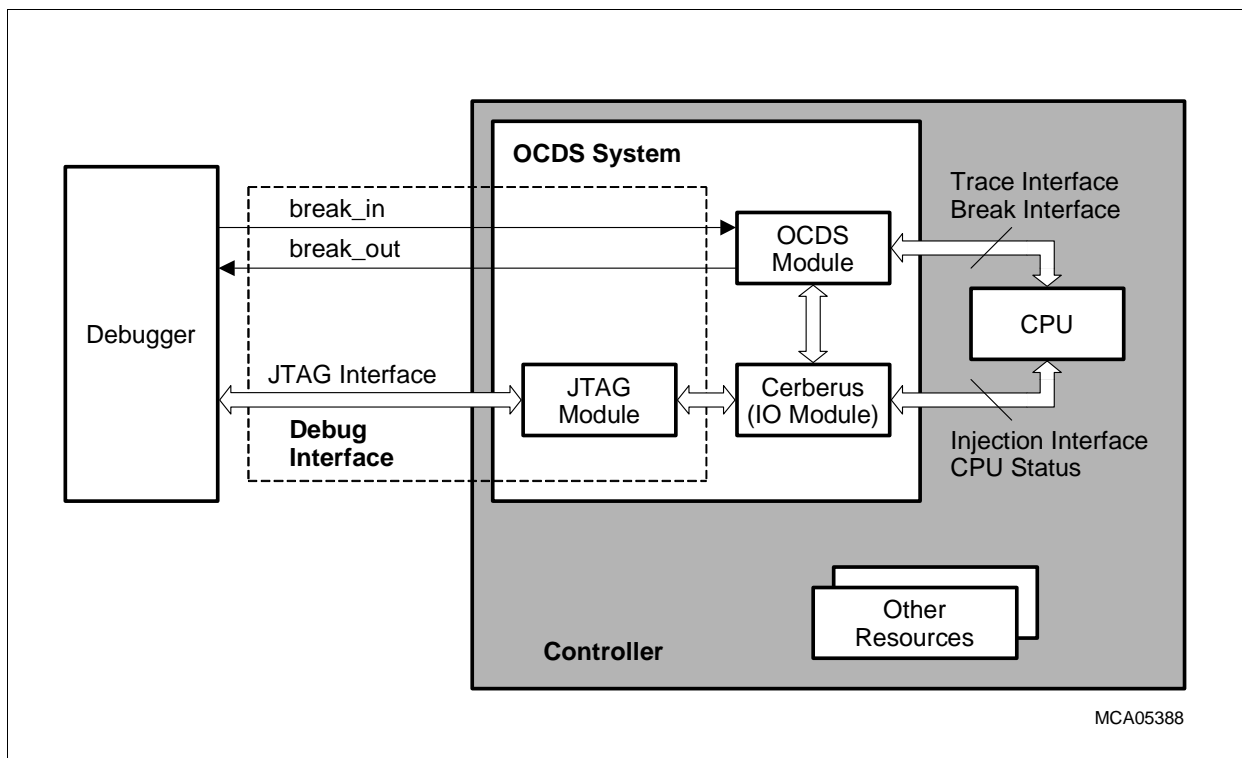 OCDS System
Trace Interface
Break Interface
break_in
break_out
OCDS
Module
Debugger
CPU
JTAG Interface
JTAG
Module
Cerberus
(IO Module)
Debug
Interface
Injection Interface
CPU Status
Other
Resources
Controller
MCA05388